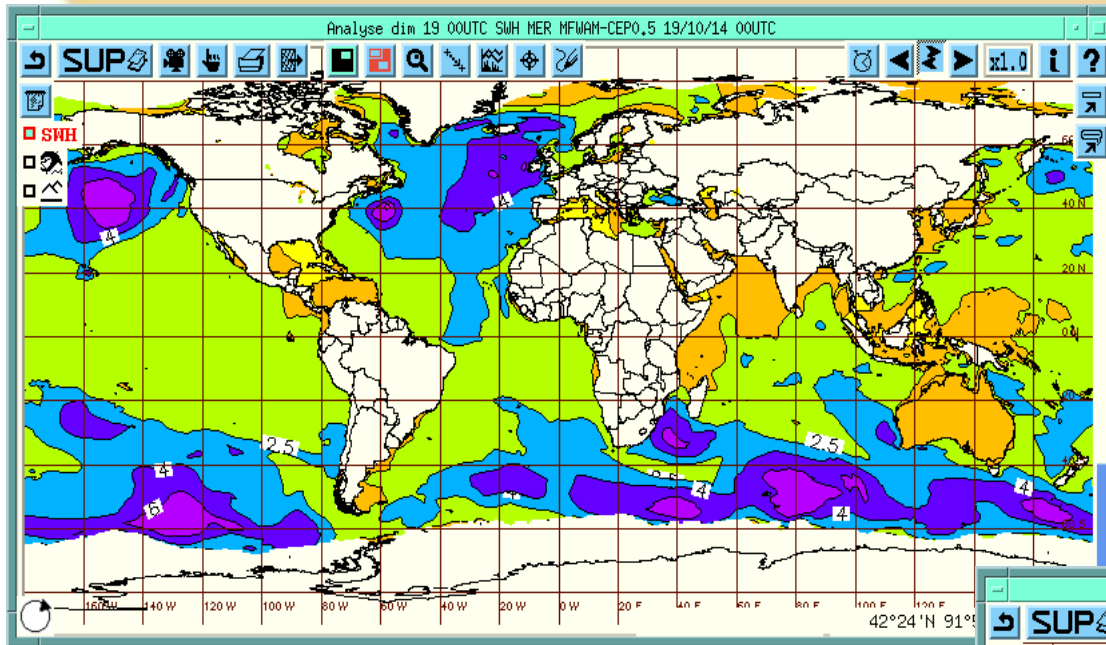 Analyse dim 19 00UTC SWH MER MFWAM-CEP0.5 19/10/14 00UTC
SUP x1.0 i ?
SWH
4
4
40 N
20 N
0 N
2.5 2.5
4 4
6 4 4
160 W 140 W 120 W 100 W 80 W 60 W 40 W 20 W 0 W 20 E 40 E 60 E 80 E 100 E 120 E
42°24'N 91°5
SUP